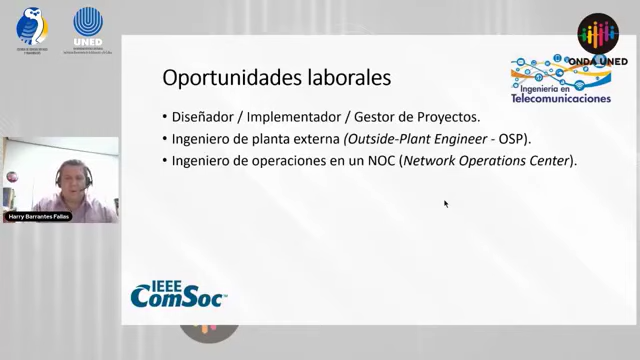 UNED
ONDA UNED
Oportunidades laborales
Ingeniería en
Telecomunicaciones
• Diseñador / Implementador / Gestor de Proyectos.
• Ingeniero de planta externa (Outside-Plant Engineer - OSP).
• Ingeniero de operaciones en un NOC (Network Operations Center).
Harry Barrantes Fallas
IEEE
ComSoc™